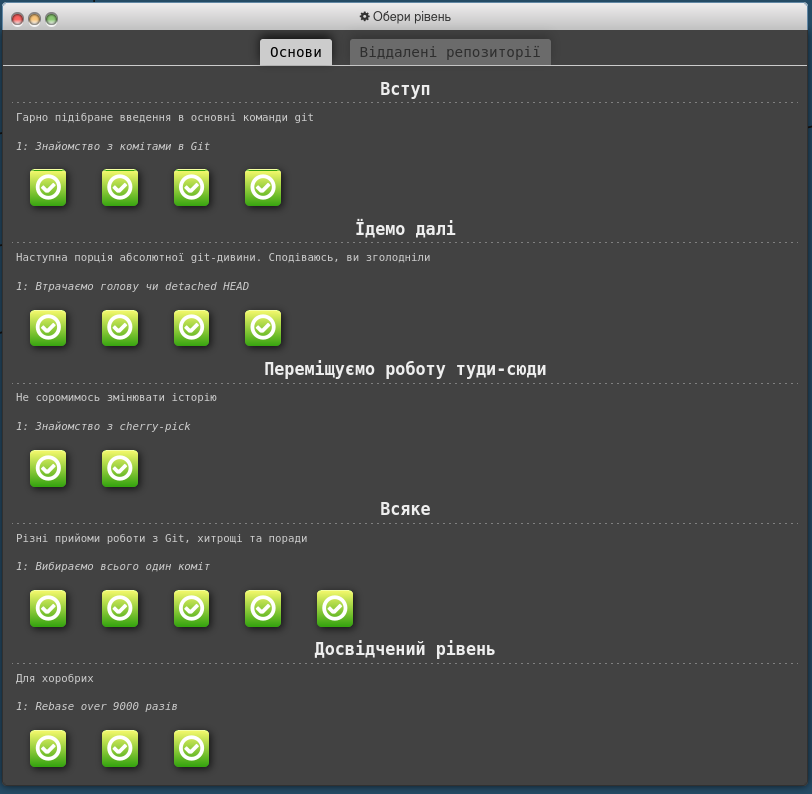 Обери рівень
Основи
Віддалені репозиторії
Вступ
Гарно підібране введення в основні команди git
1: Знайомство з комітами в Git
Їдемо далі
Наступна порція абсолютної git-дивини. Сподіваюсь, ви зголодніли
1: Втрачаємо голову чи detached HEAD
Переміщуємо роботу туди-сюди
Не соромимось змінювати історію
1: Знайомство з cherry-pick
Всяке
Різні прийоми роботи з Git, хитрощі та поради
1: Вибираємо всього один коміт
Досвідчений рівень
Для хоробрих
1: Rebase over 9000 разів